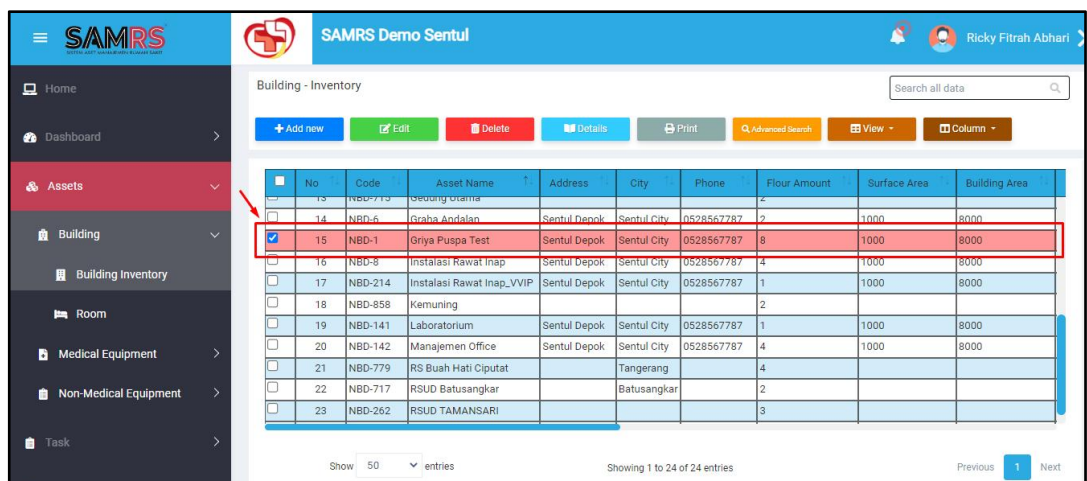 SAMRS
SAMRS Demo Sentul
Ricky Fitrah Abhari
Home
Dashboard
Assets
Building
Building Inventory
Room
Medical Equipment
Non-Medical Equipment
Task
Building - Inventory
Search all data
+Add new Edit Delete Details Print Advanced Search View Column
No Code Asset Name Address City Phone Flour Amount Surface Area Building Area
13 NBD-715 Gedung Utama 2
14 NBD-6 Graha Andalan Sentul Depok Sentul City 0528567787 2 1000 8000
15 NBD-1 Griya Puspa Test Sentul Depok Sentul City 0528567787 8 1000 8000
16 NBD-8 Instalasi Rawat Inap Sentul Depok Sentul City 0528567787 4 1000 8000
17 NBD-214 Instalasi Rawat Inap_VVIP Sentul Depok Sentul City 0528567787 1 1000 8000
18 NBD-858 Kemuning 2
19 NBD-141 Laboratorium Sentul Depok Sentul City 0528567787 1 1000 8000
20 NBD-142 Manajemen Office Sentul Depok Sentul City 0528567787 4 1000 8000
21 NBD-779 RS Buah Hati Ciputat Tangerang 4
22 NBD-717 RSUD Batusangkar Batusangkar 2
23 NBD-262 RSUD TAMANSARI 3
Show 50 entries Showing 1 to 24 of 24 entries Previous 1 Next